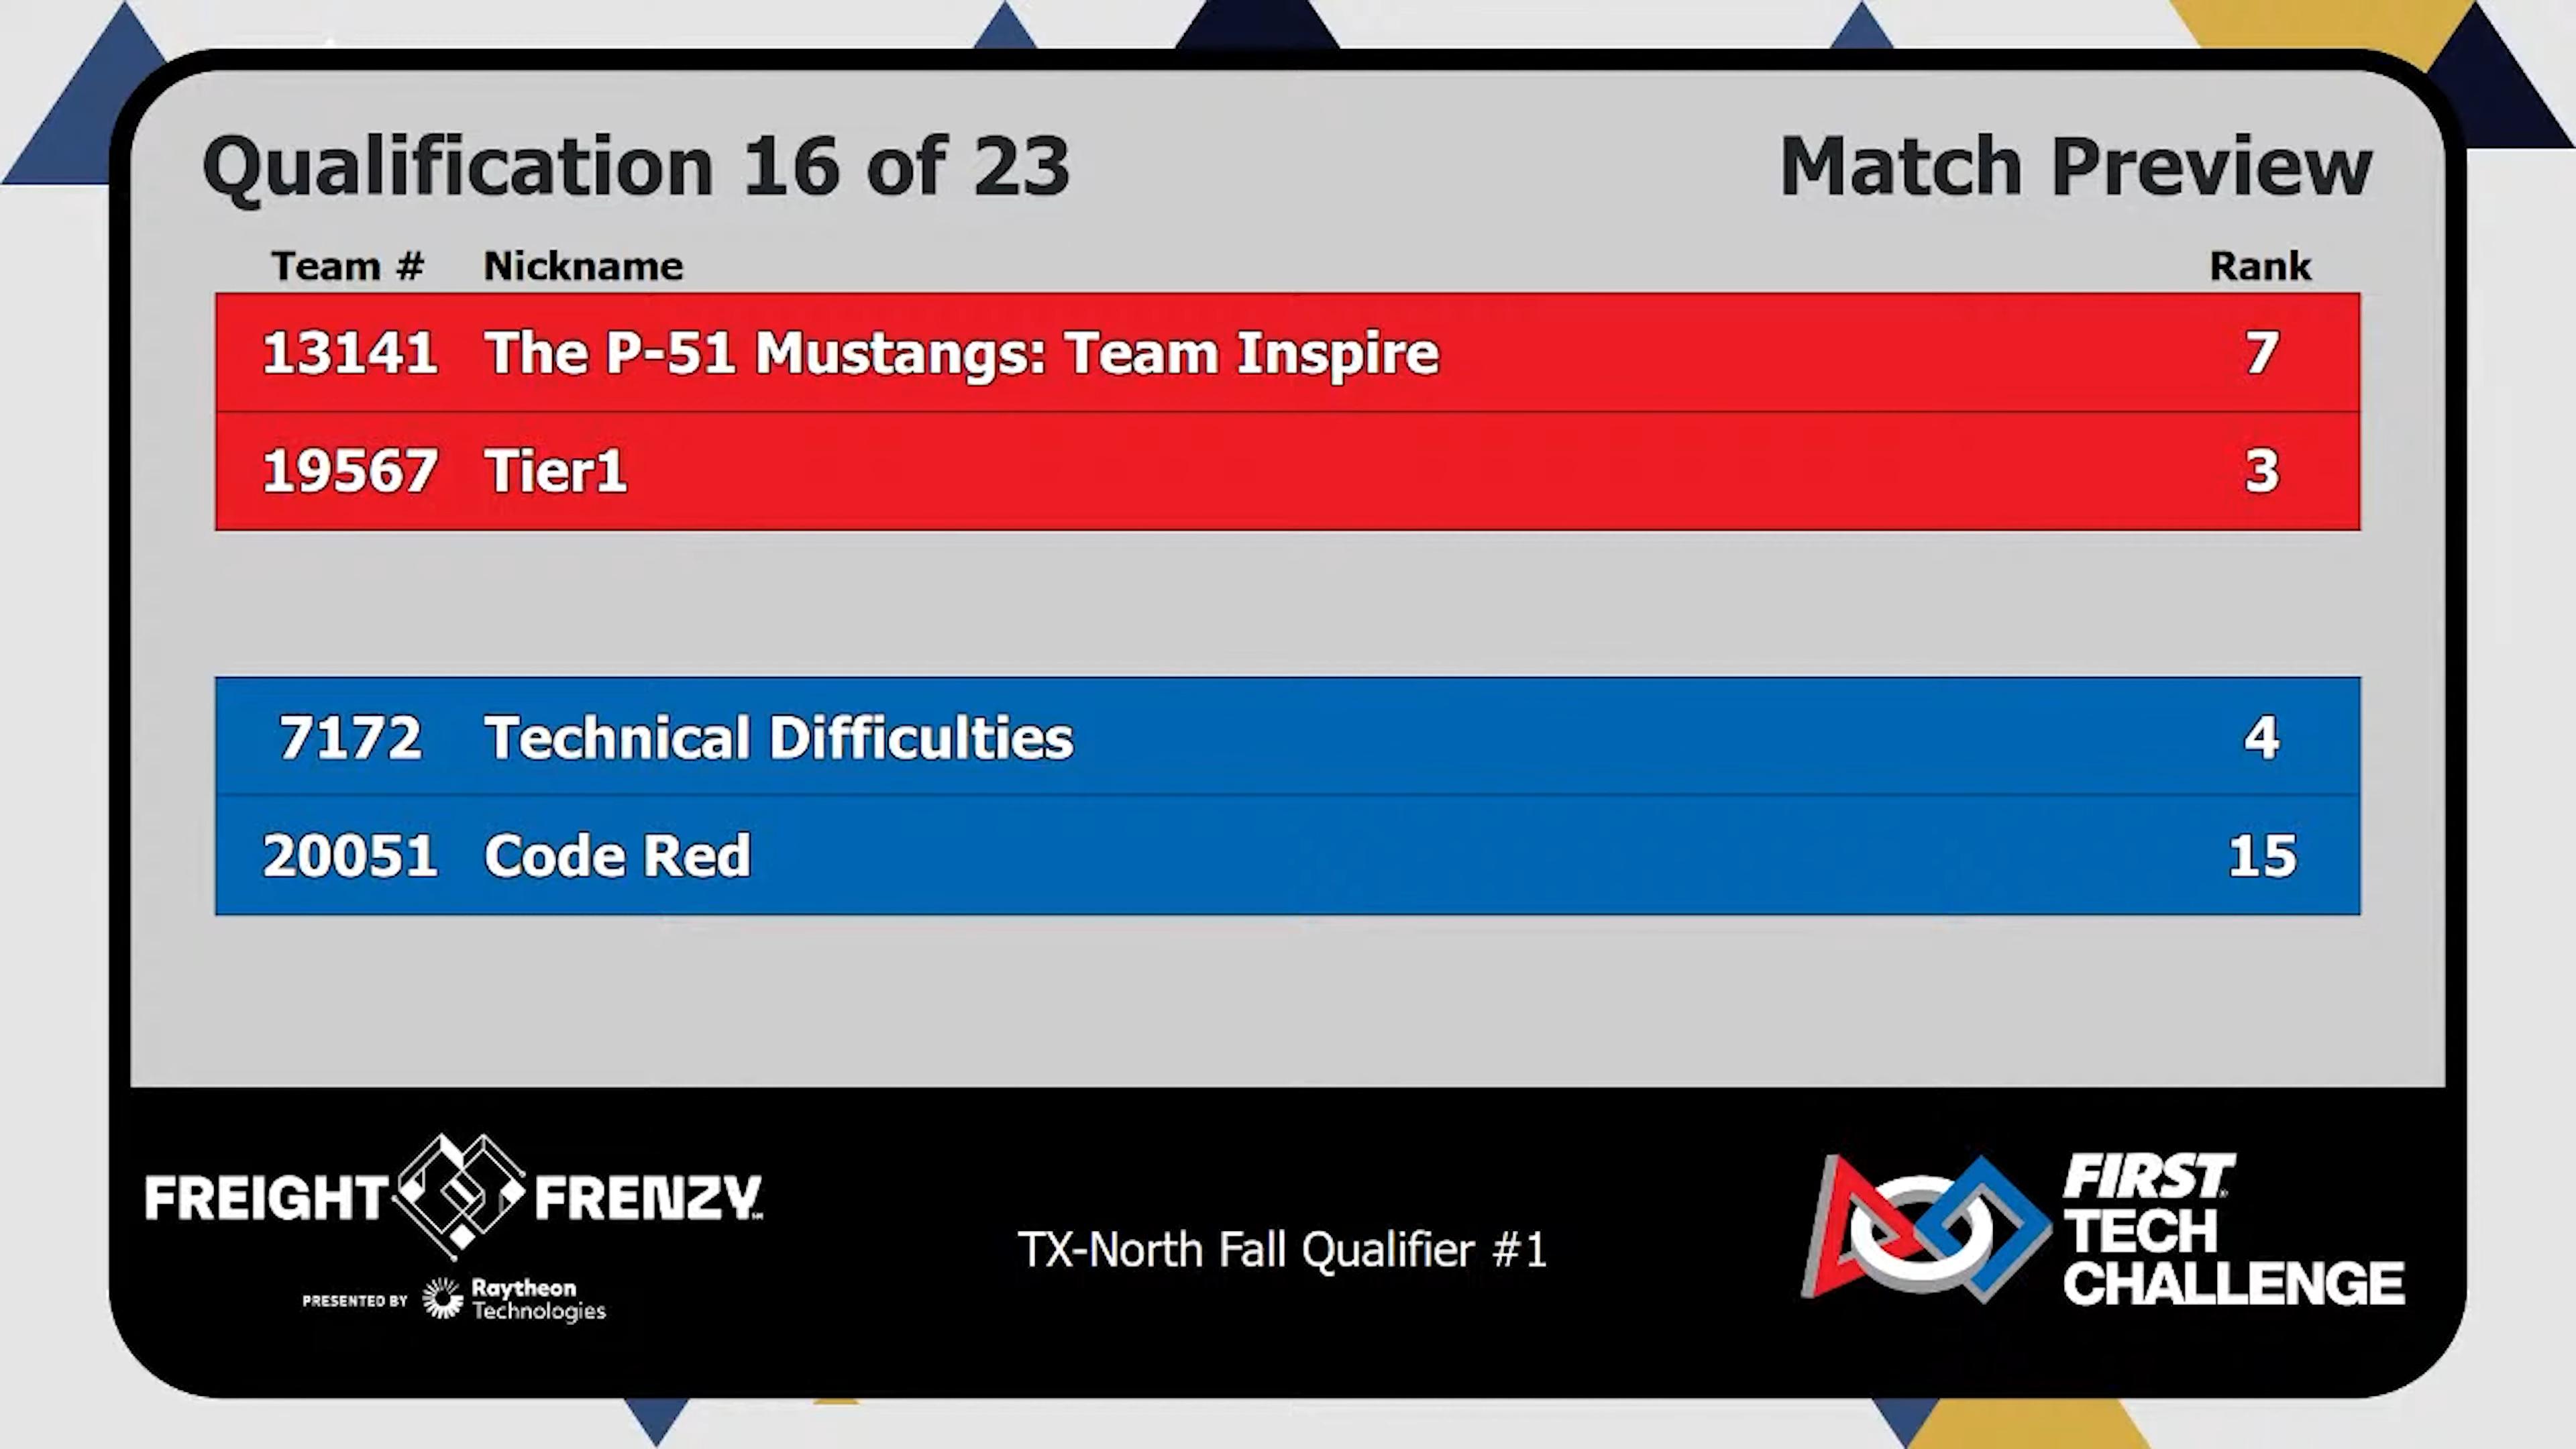 Qualification 16 of 23
Match Preview
Team # Nickname Rank
13141 The P-51 Mustangs: Team Inspire 7
19567 Tier1 3
7172 Technical Difficulties 4
20051 Code Red 15
FREIGHT FRENZY℠
PRESENTED BY Raytheon Technologies
TX-North Fall Qualifier #1
FIRST®
TECH
CHALLENGE